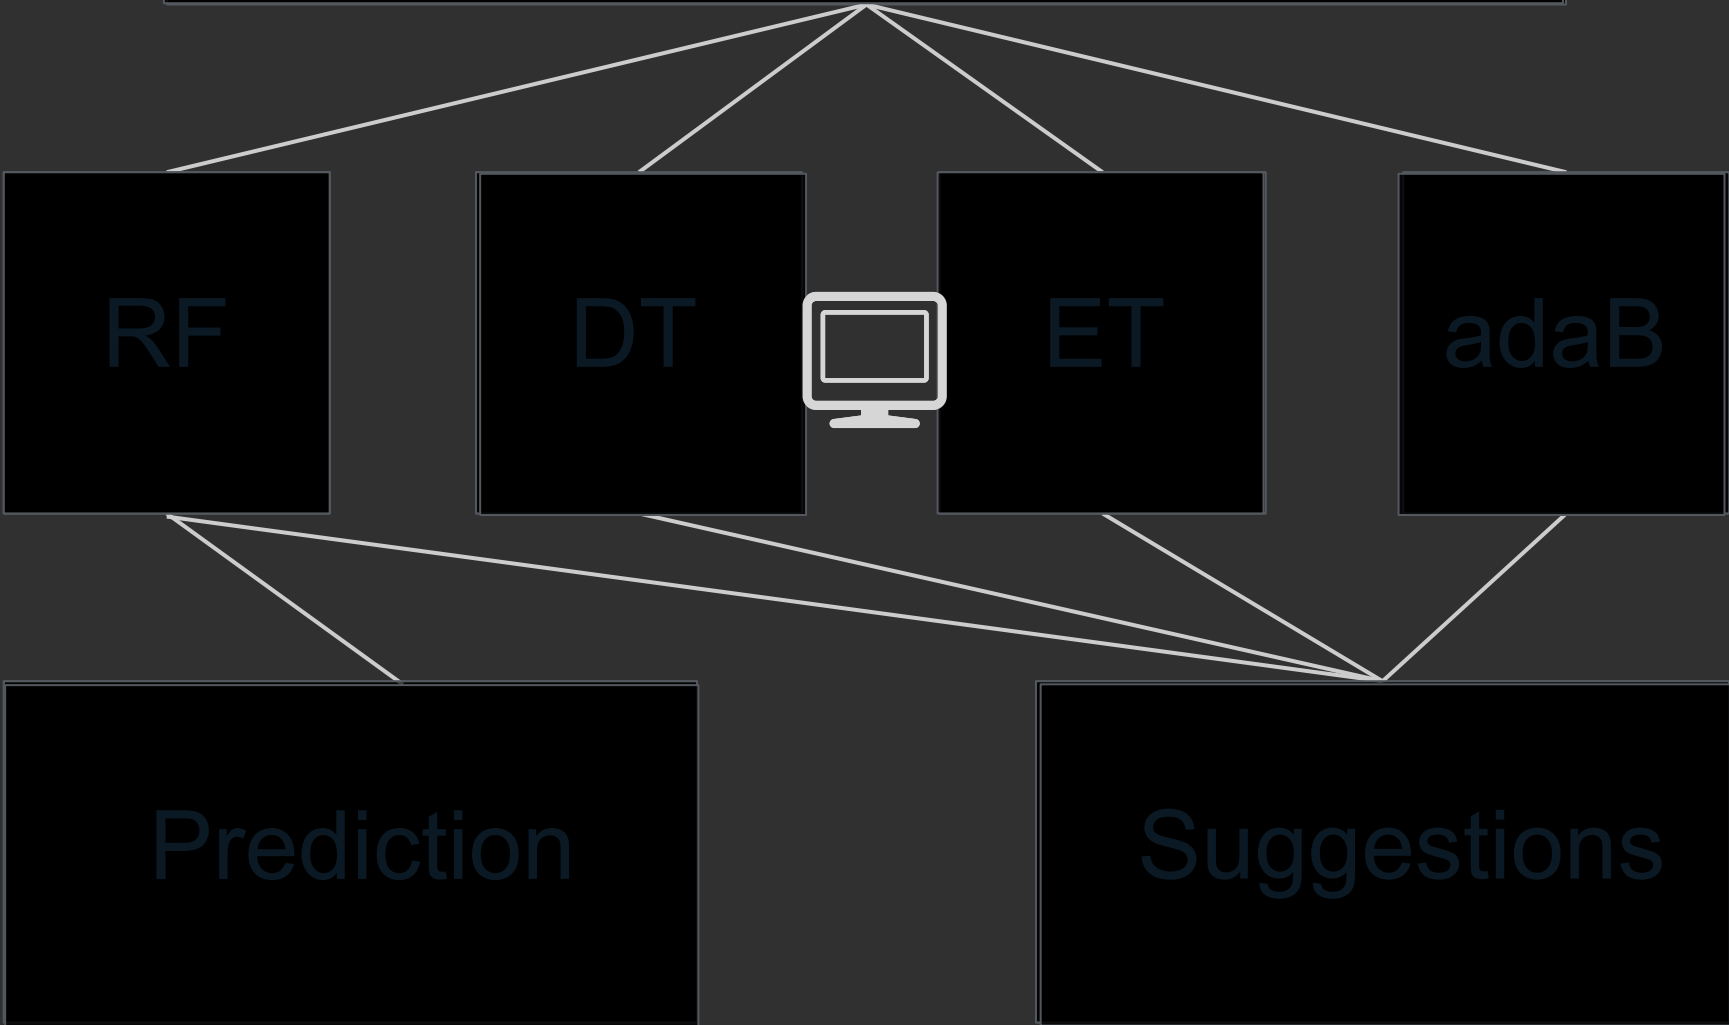 RF
DT
ET
adaB
Prediction
Suggestions